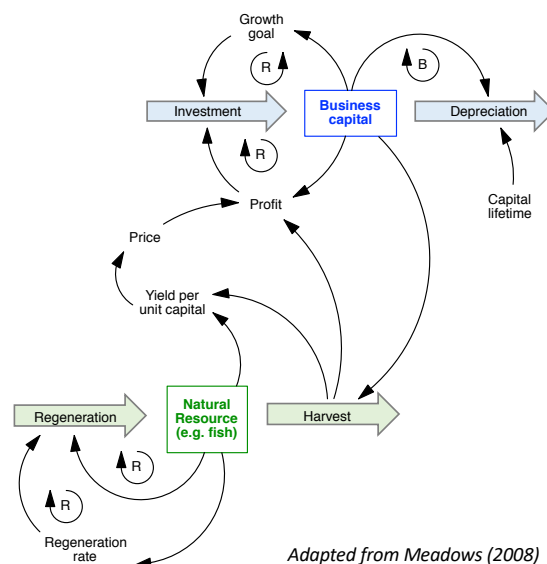 Growth
goal
R
B
Investment
Business
capital
Depreciation
R
Capital
lifetime
Profit
Price
Yield per
unit capital
Natural
Resource
(e.g. fish)
Regeneration
Harvest
R
R
Regeneration
rate
Adapted from Meadows (2008)